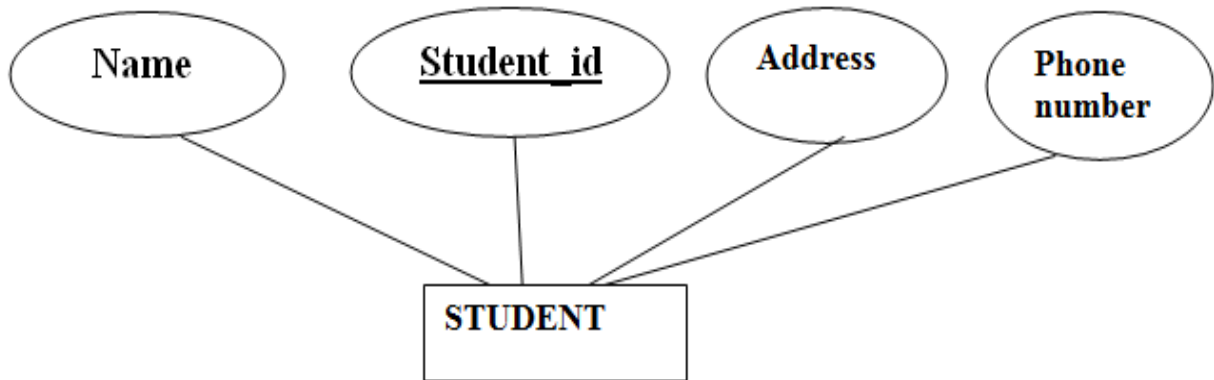 Name
Student_id
Address
Phone
number
STUDENT